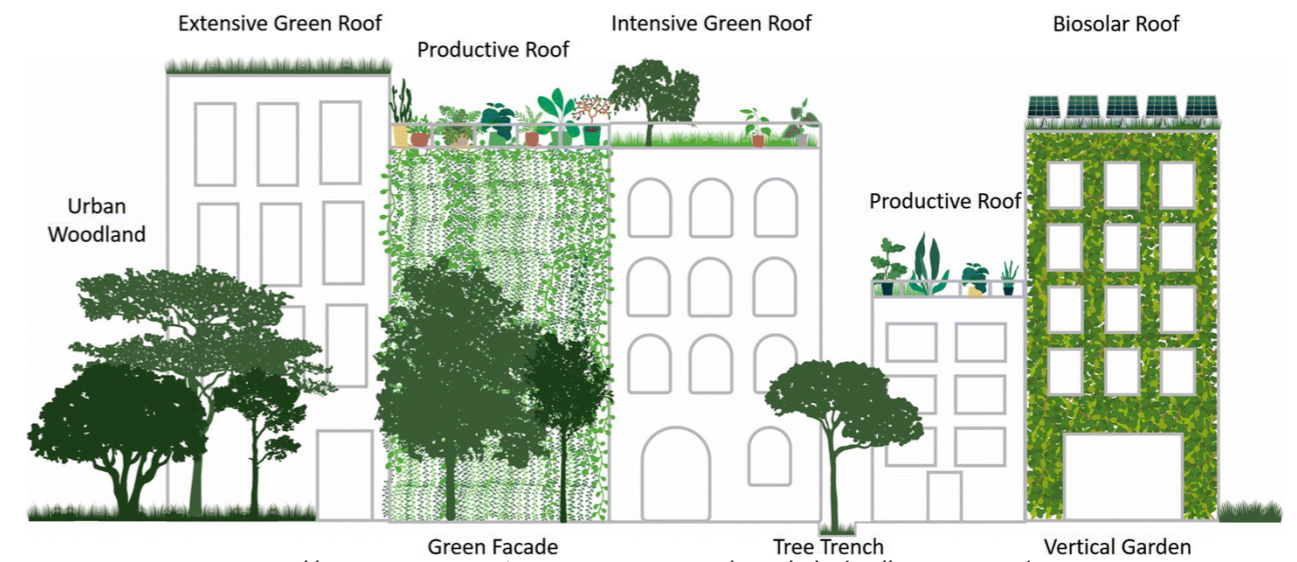 Extensive Green Roof
Intensive Green Roof
Biosolar Roof
Productive Roof
Productive Roof
Urban
Woodland
Green Facade
Tree Trench
Vertical Garden